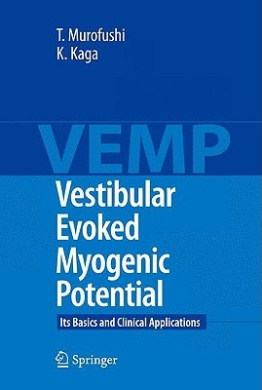 T. Murofushi
K. Kaga
VEMP
Vestibular
Evoked
Myogenic
Potential
Its Basics and Clinical Applications
Springer